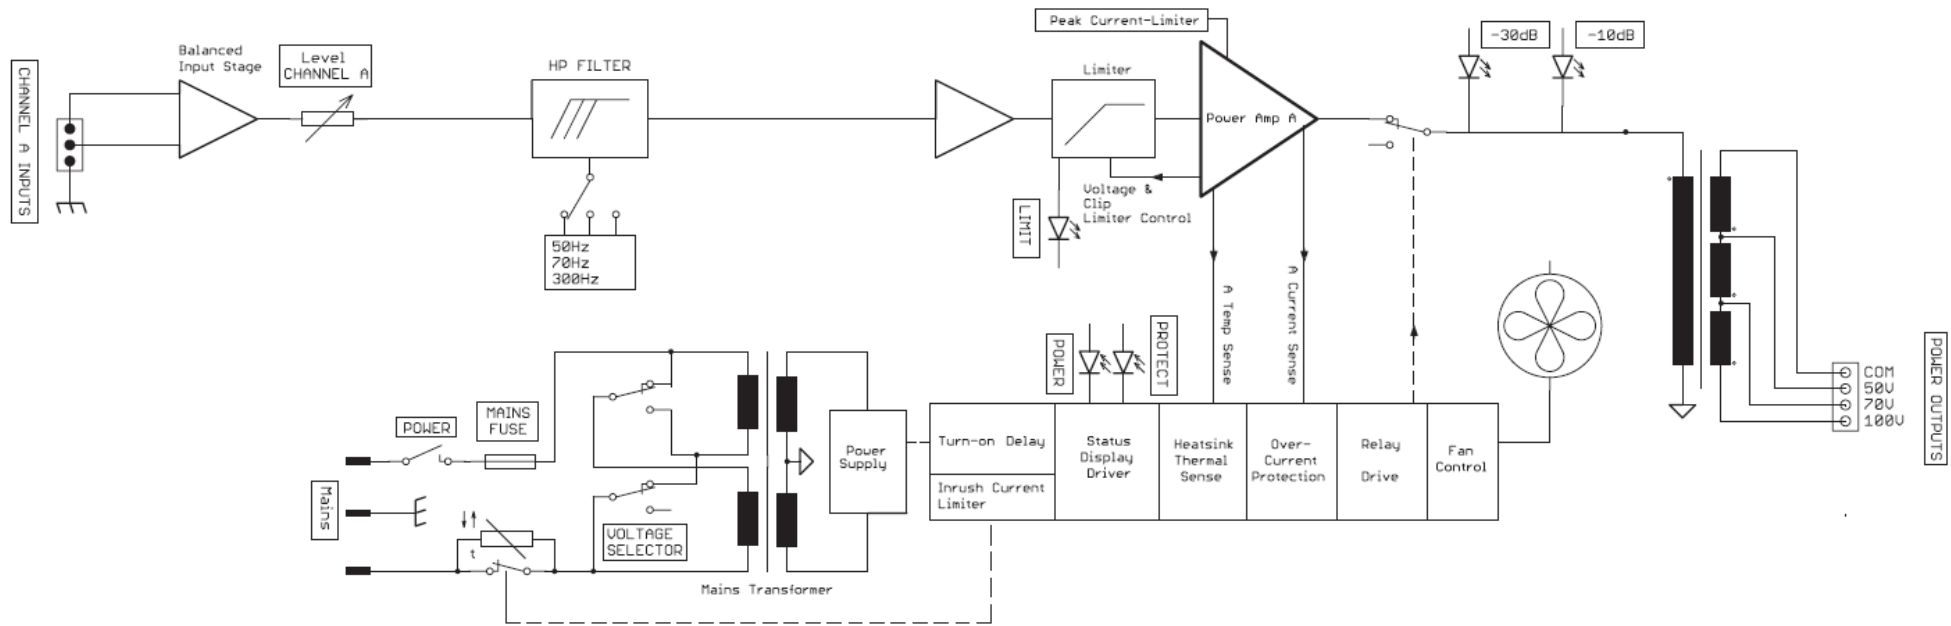 CHANNEL A INPUTS
Balanced
Input Stage
Level
CHANNEL A
HP FILTER
50Hz
70Hz
300Hz
Limiter
Peak Current-Limiter
Power Amp A
Voltage &
Clip
Limiter Control
LIMIT
-30dB
-10dB
A Temp Sense
A Current Sense
COM
50V
70V
100V
POWER OUTPUTS
Mains
POWER
MAINS
FUSE
t
VOLTAGE
SELECTOR
Mains Transformer
Power
Supply
POWER
PROTECT
Turn-on Delay
Inrush Current
Limiter
Status
Display
Driver
Heatsink
Thermal
Sense
Over-
Current
Protection
Relay
Drive
Fan
Control